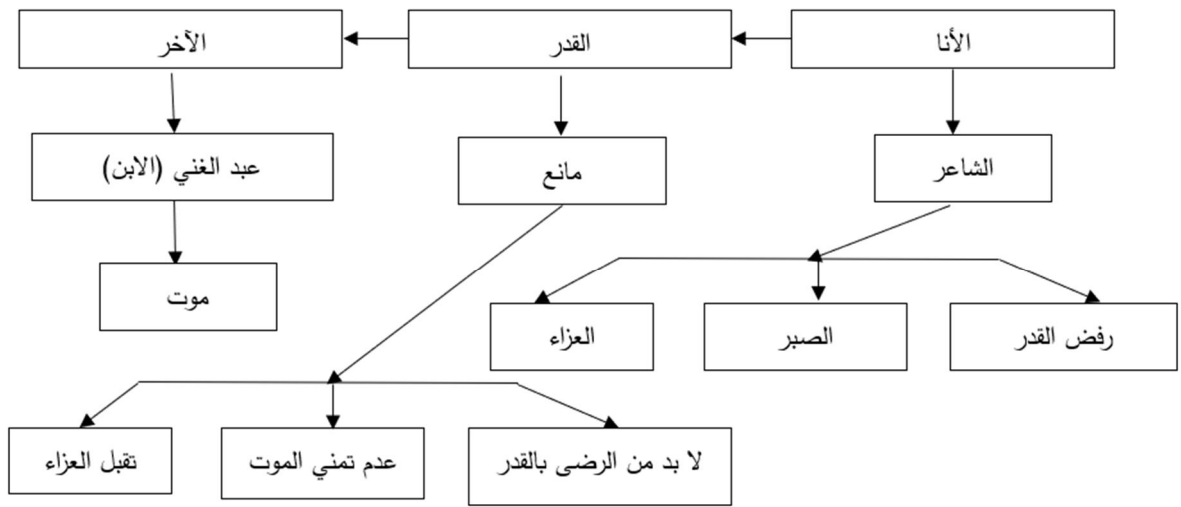 الأنا
القدر
الآخر
الشاعر
مانع
عبد الغني (الابن)
موت
رفض القدر
الصبر
العزاء
لا بد من الرضى بالقدر
عدم تمني الموت
تقبل العزاء